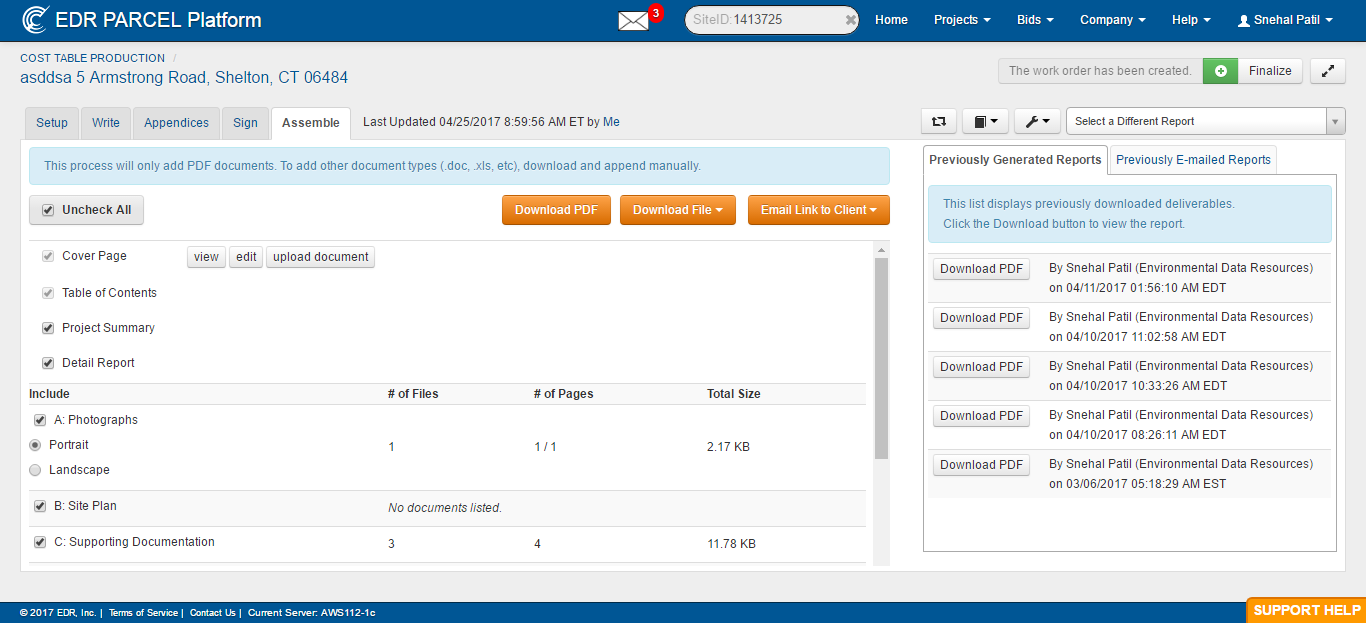 EDR PARCEL Platform
3
SiteID:1413725
Home
Projects
Bids
Company
Help
Snehal Patil
COST TABLE PRODUCTION /
asddsa 5 Armstrong Road, Shelton, CT 06484
The work order has been created.
Finalize
Setup
Write
Appendices
Sign
Assemble
Last Updated 04/25/2017 8:59:56 AM ET by Me
Select a Different Report
This process will only add PDF documents. To add other document types (.doc, .xls, etc), download and append manually.
Uncheck All
Download PDF
Download File
Email Link to Client
Cover Page
view
edit
upload document
Table of Contents
Project Summary
Detail Report
Include # of Files # of Pages Total Size
A: Photographs
Portrait
1 1 / 1 2.17 KB
Landscape
B: Site Plan No documents listed.
C: Supporting Documentation 3 4 11.78 KB
Previously Generated Reports
Previously E-mailed Reports
This list displays previously downloaded deliverables.
Click the Download button to view the report.
Download PDF By Snehal Patil (Environmental Data Resources)
on 04/11/2017 01:56:10 AM EDT
Download PDF By Snehal Patil (Environmental Data Resources)
on 04/10/2017 11:02:58 AM EDT
Download PDF By Snehal Patil (Environmental Data Resources)
on 04/10/2017 10:33:26 AM EDT
Download PDF By Snehal Patil (Environmental Data Resources)
on 04/10/2017 08:26:11 AM EDT
Download PDF By Snehal Patil (Environmental Data Resources)
on 03/06/2017 05:18:29 AM EST
© 2017 EDR, Inc. | Terms of Service | Contact Us | Current Server: AWS112-1c
SUPPORT HELP